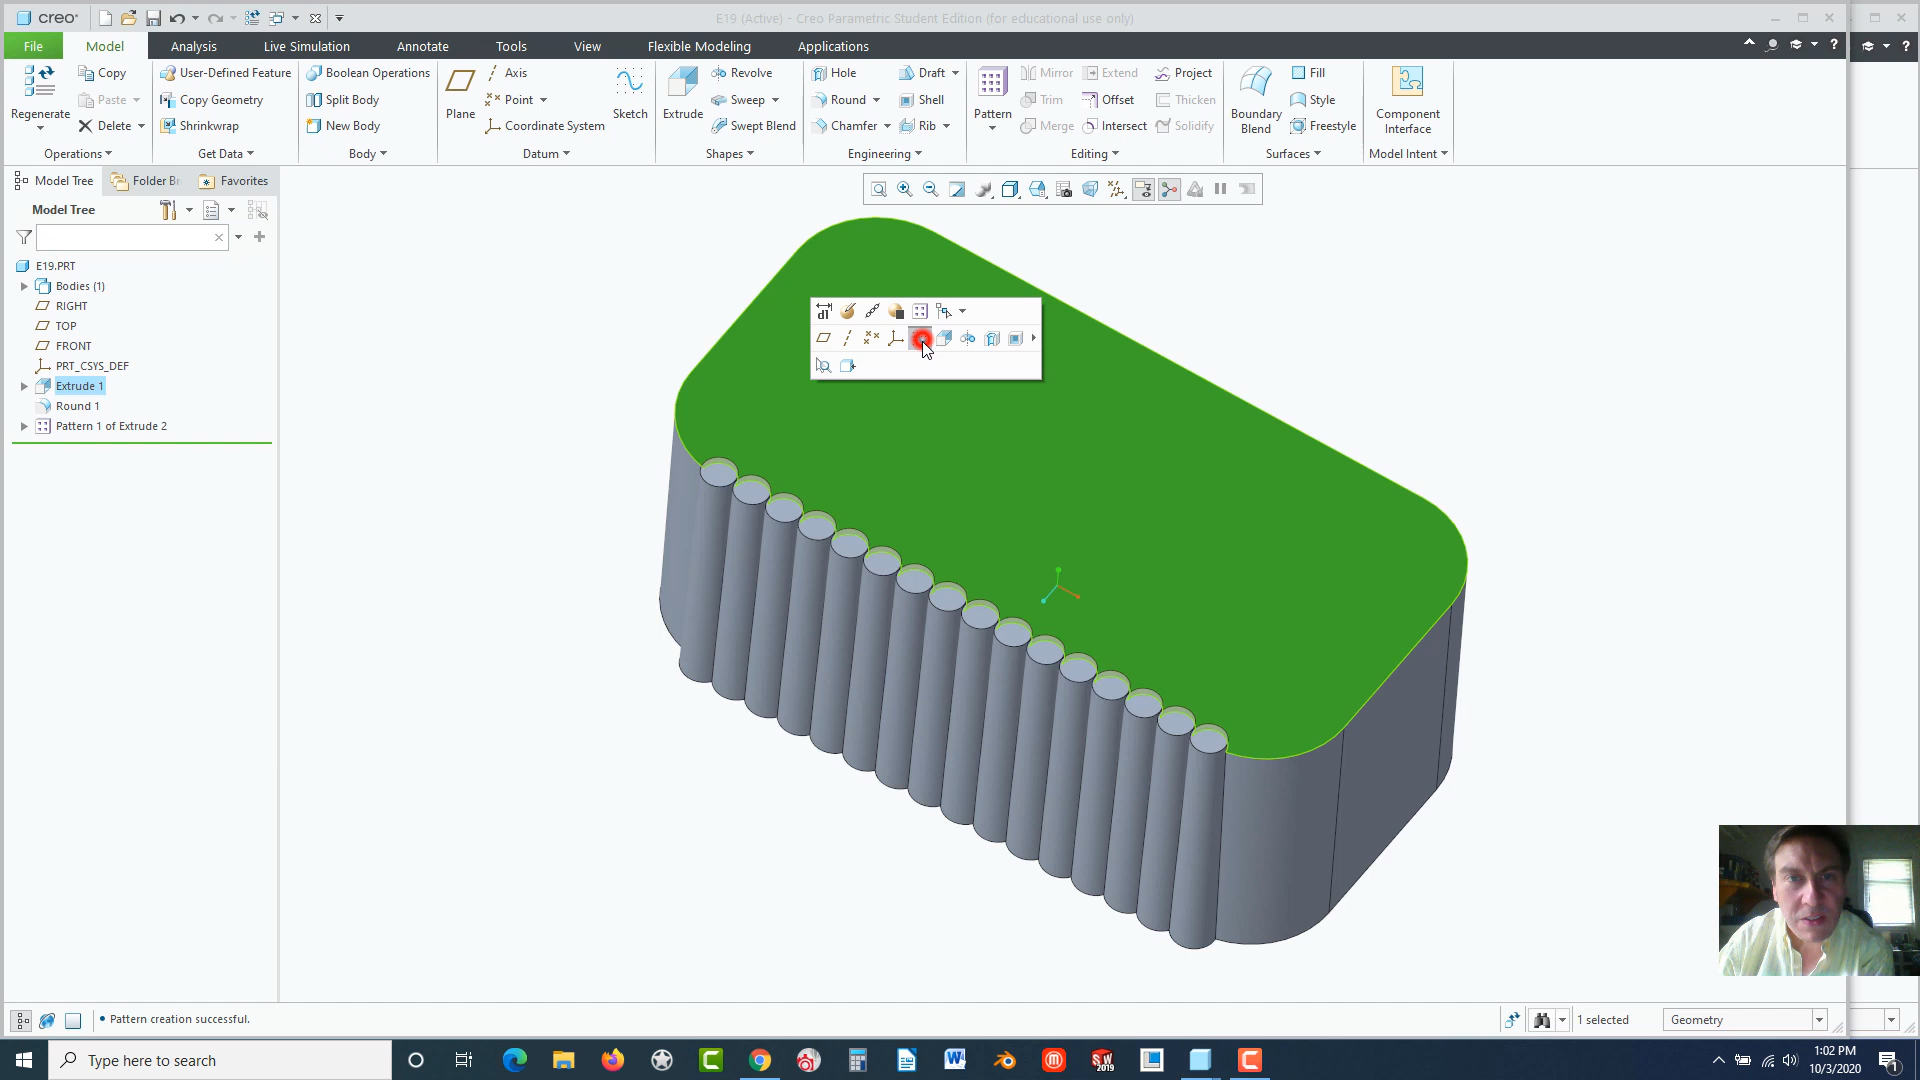 creo
E19 (Active) - Creo Parametric Student Edition (for educational use only)
File Model Analysis Live Simulation Annotate Tools View Flexible Modeling Applications
Regenerate
Copy
Paste
Delete
Operations
User-Defined Feature
Copy Geometry
Shrinkwrap
Get Data
Boolean Operations
Split Body
New Body
Body
Plane
Axis
Point
Coordinate System
Sketch
Datum
Extrude
Revolve
Sweep
Swept Blend
Shapes
Hole
Round
Chamfer
Draft
Shell
Rib
Engineering
Pattern
Mirror
Trim
Merge
Extend
Offset
Intersect
Project
Thicken
Solidify
Editing
Boundary
Blend
Fill
Style
Freestyle
Surfaces
Component
Interface
Model Intent
Model Tree Folder Br Favorites
Model Tree
E19.PRT
Bodies (1)
RIGHT
TOP
FRONT
PRT_CSYS_DEF
Extrude 1
Round 1
Pattern 1 of Extrude 2
d1
Pattern creation successful.
1 selected
Geometry
Type here to search
SW
2019
1:02 PM
10/3/2020
1